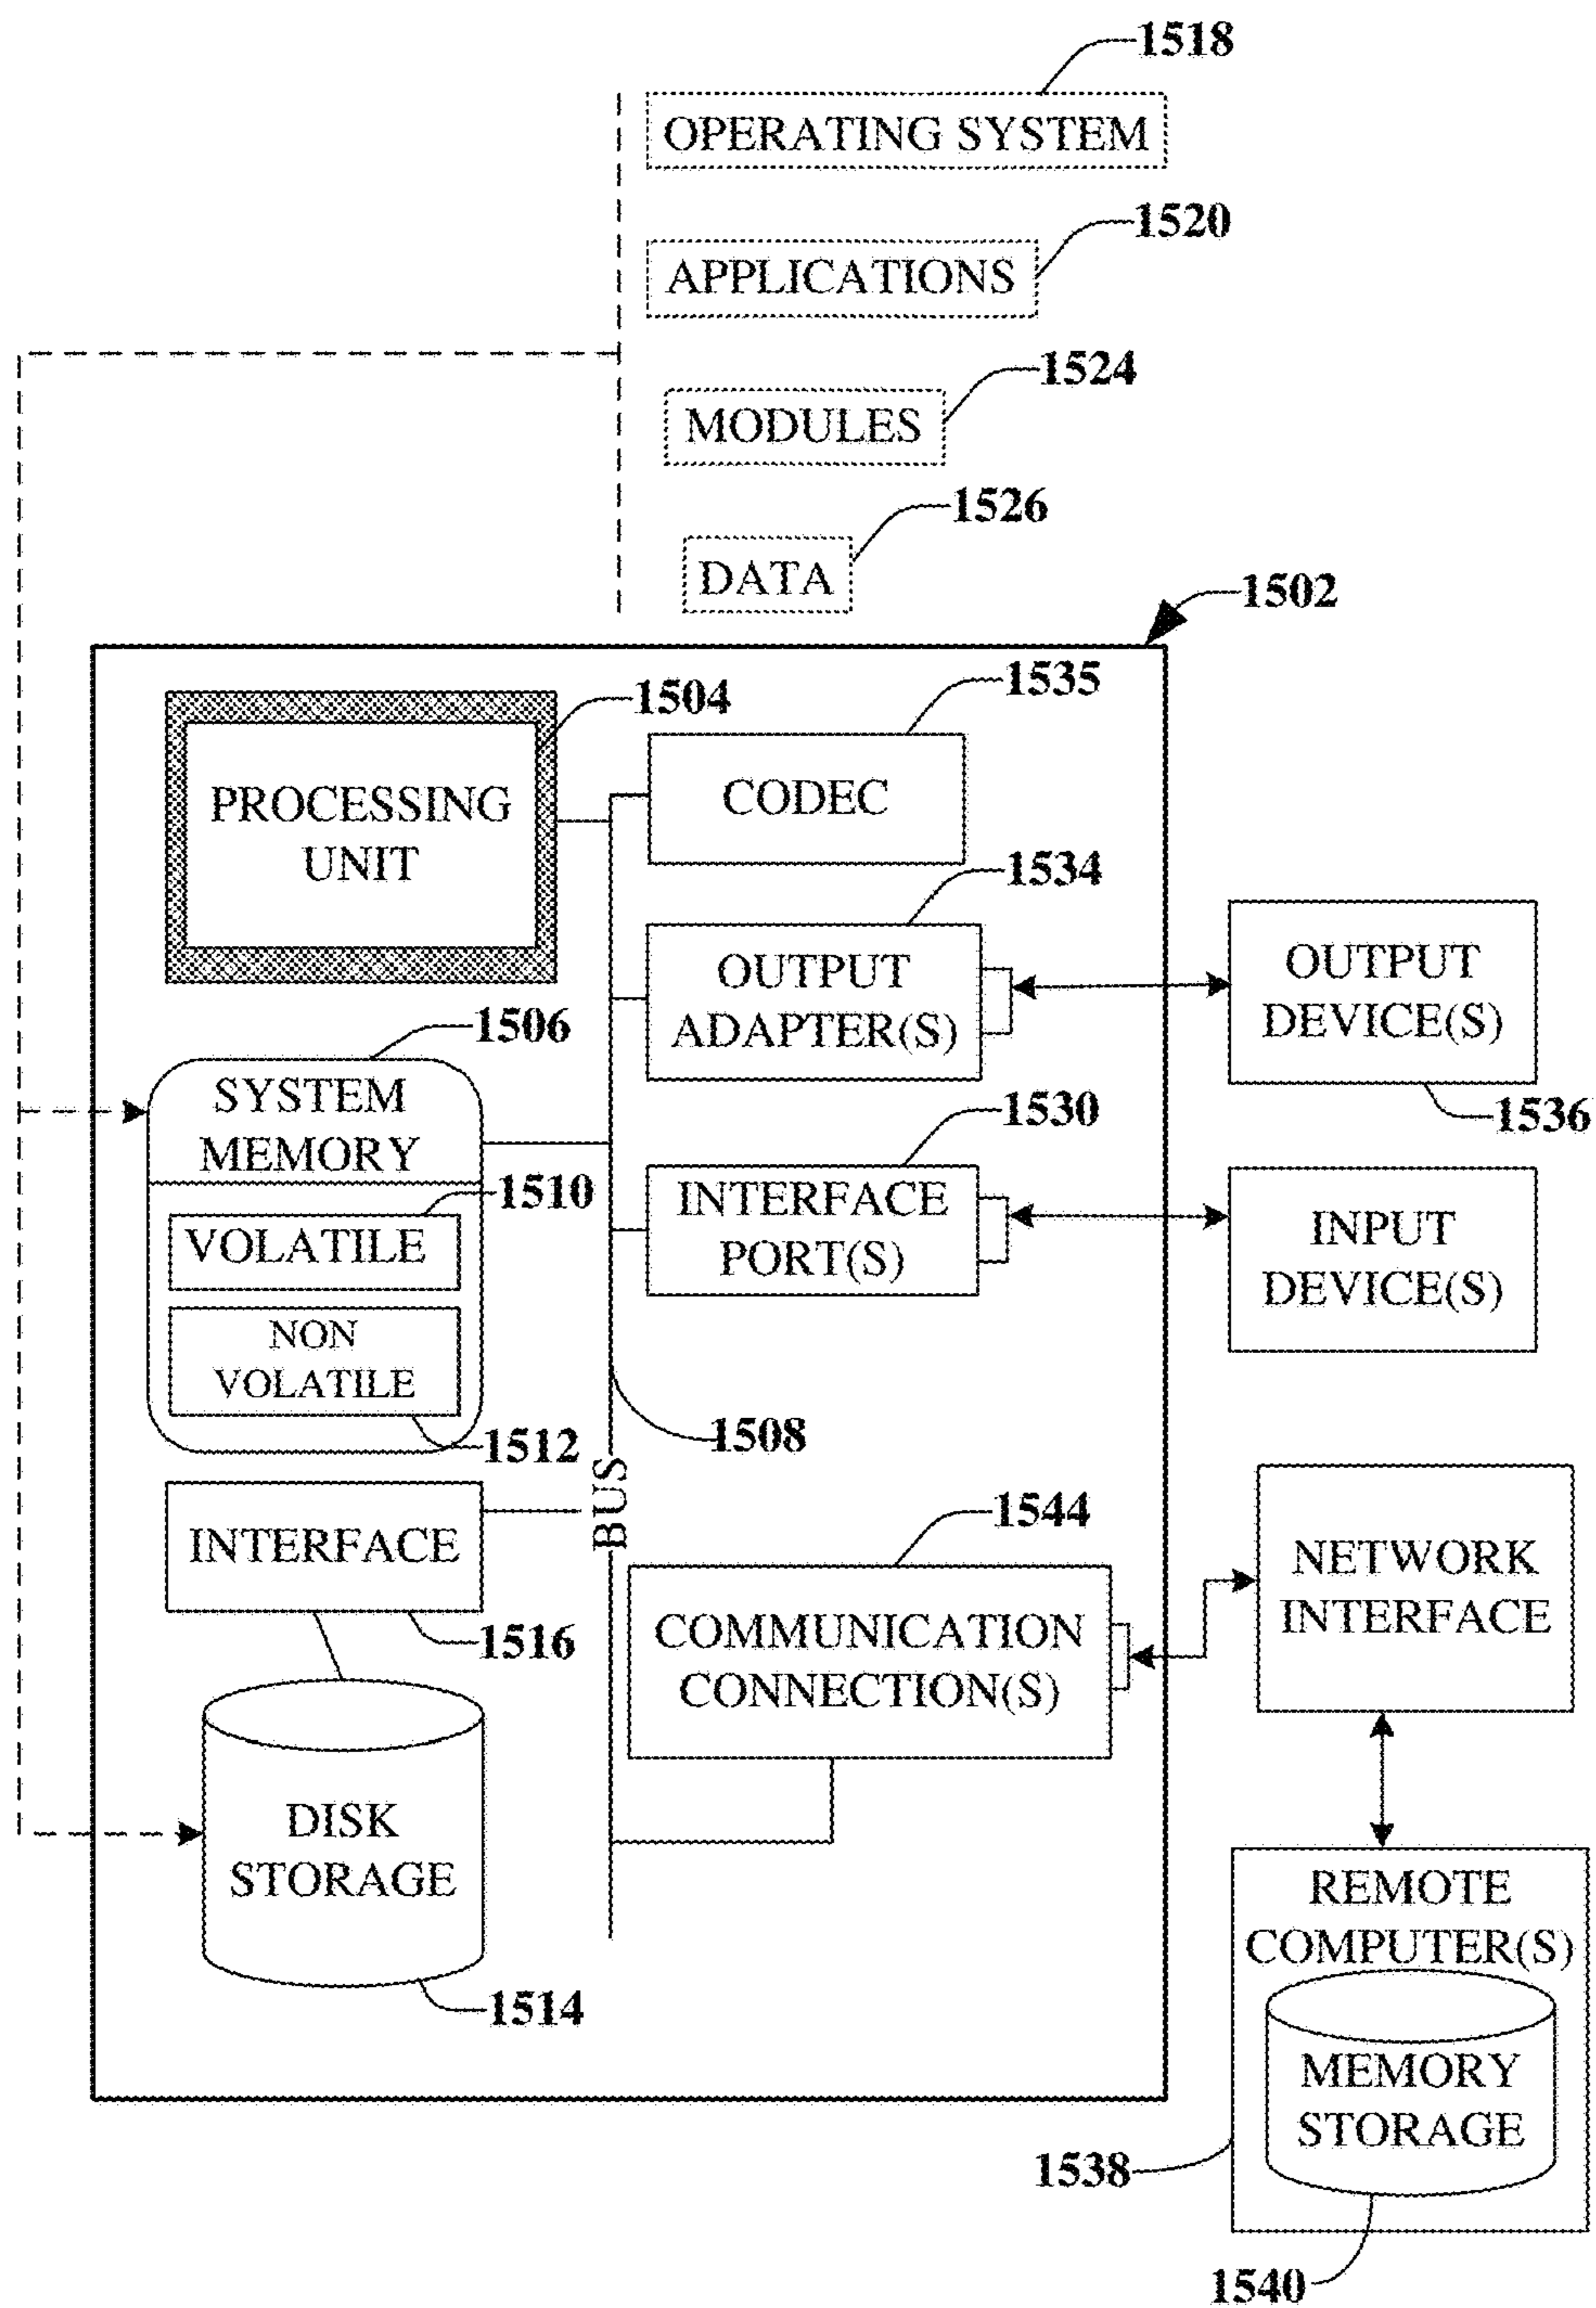 1518
OPERATING SYSTEM
1520
APPLICATIONS
1524
MODULES
1526
DATA
1502
1504
PROCESSING
UNIT
1535
CODEC
1534
OUTPUT
ADAPTER(S)
OUTPUT
DEVICE(S)
1536
1506
SYSTEM
MEMORY
1510
VOLATILE
NON
VOLATILE
1512
1530
INTERFACE
PORT(S)
INPUT
DEVICE(S)
1508
BUS
INTERFACE
1516
1544
COMMUNICATION
CONNECTION(S)
NETWORK
INTERFACE
DISK
STORAGE
1514
REMOTE
COMPUTER(S)
MEMORY
STORAGE
1538
1540